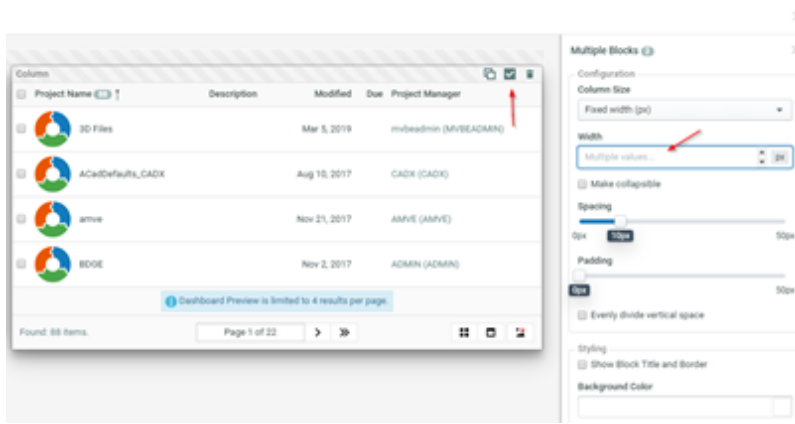 Column
Project Name 88
Description
Modified
Due
Project Manager
3D Files
Mar 5, 2019
mvbeadmin (MVBEADMIN)
ACadDefaults_CADX
Aug 10, 2017
CADX (CADX)
amve
Nov 21, 2017
AMVE (AMVE)
BDGE
Nov 2, 2017
ADMIN (ADMIN)
Dashboard Preview is limited to 4 results per page.
Found: 88 items.
Page 1 of 22
Multiple Blocks
Configuration
Column Size
Fixed width (px)
Width
Multiple values...
px
Make collapsible
Spacing
0px
10px
50px
Padding
0px
50px
Evenly divide vertical space
Styling
Show Block Title and Border
Background Color